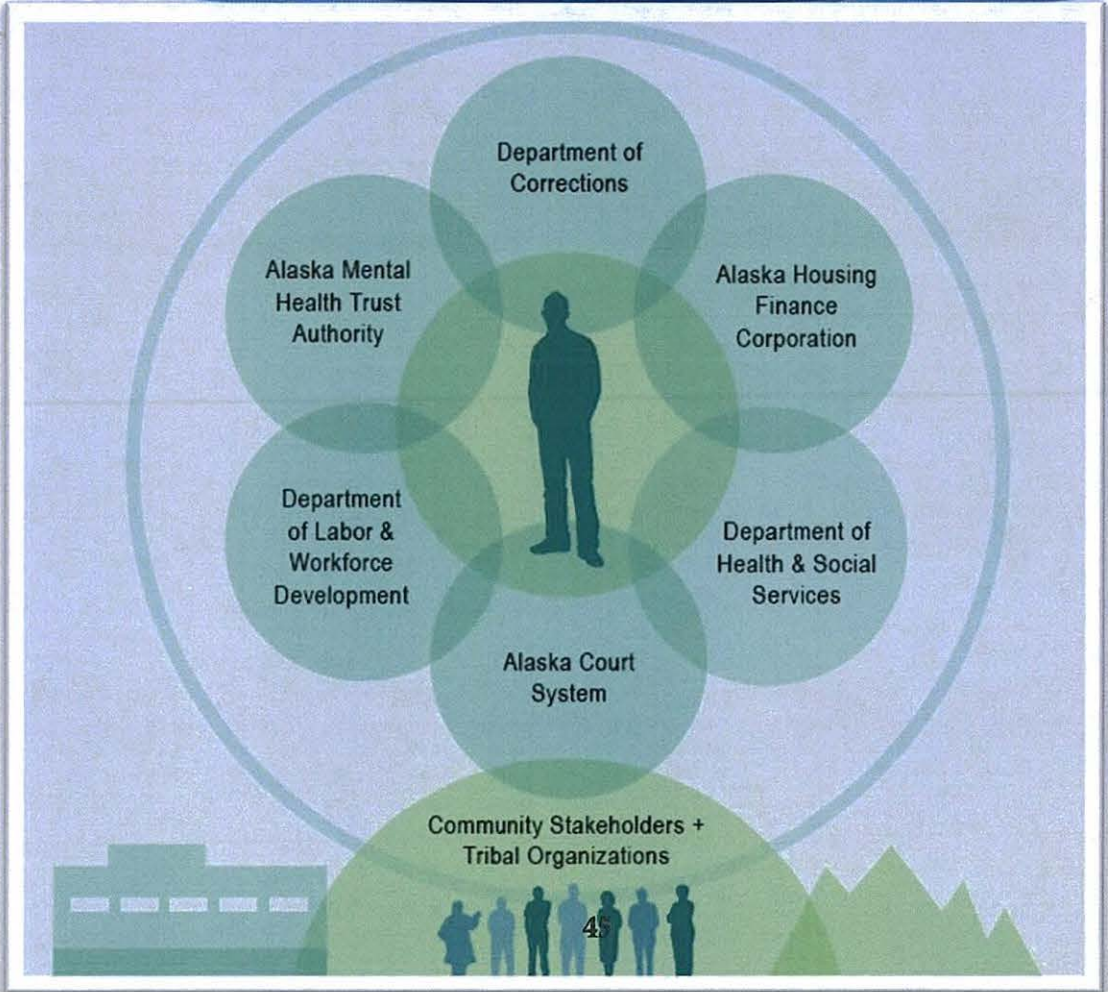 Department of
Corrections
Alaska Mental
Health Trust
Authority
Alaska Housing
Finance
Corporation
Department
of Labor &
Workforce
Development
Department of
Health & Social
Services
Alaska Court
System
Community Stakeholders +
Tribal Organizations